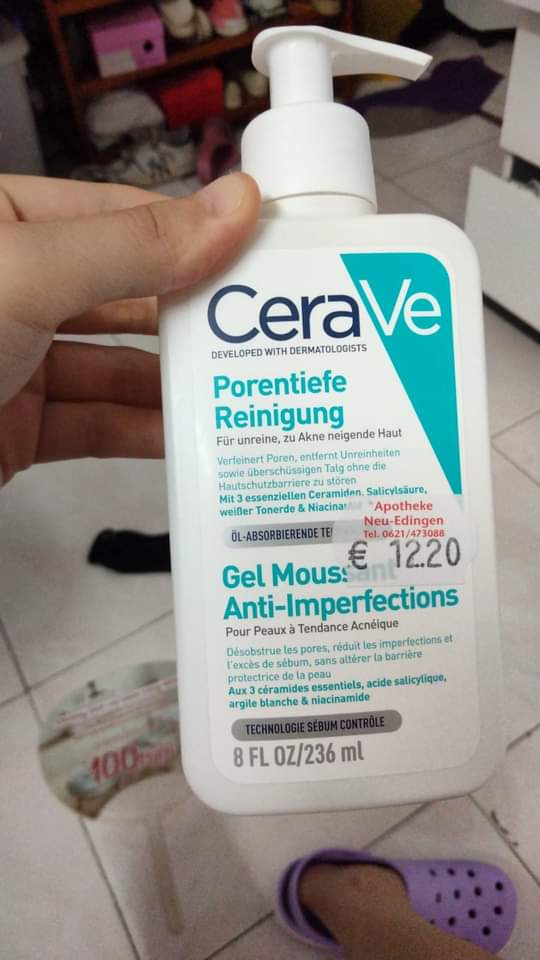 CeraVe
DEVELOPED WITH DERMATOLOGISTS
Porentiefe
Reinigung
Für unreine, zu Akne neigende Haut
Verfeinert Poren, entfernt Unreinheiten
sowie überschüssigen Talg ohne die
Hautschutzbarriere zu stören
Mit 3 essenziellen Ceramiden, Salicylsäure,
weißer Tonerde &
ÖL-ABSORBIERENDE
Apotheke
Neu-Edingen
Tel. 0621/473088
€ 12.20
Gel Moussant
Anti-Imperfections
Pour Peaux à Tendance Acnéique
Désobstrue les pores, réduit les imperfections et
l'excès de sébum, sans altérer la barrière
protectrice de la peau
Aux 3 céramides essentiels, acide salicylique,
argile blanche & niacinamide
TECHNOLOGIE SÉBUM CONTRÔLE
8 FL OZ/236 ml